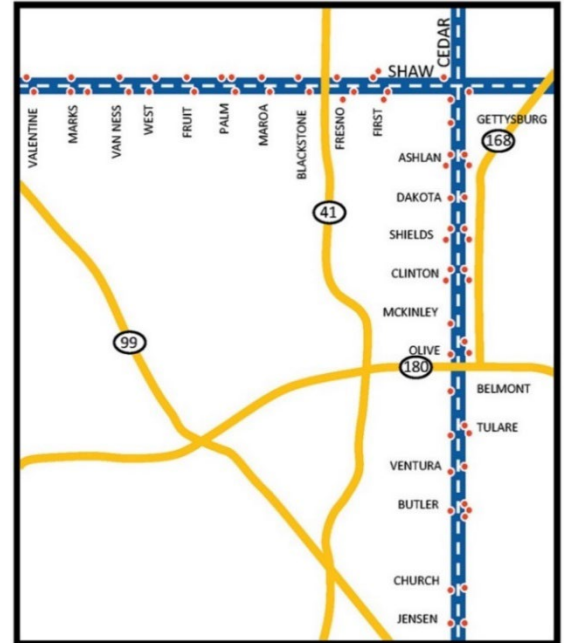 CEDAR
SHAW
VALENTINE
MARKS
VAN NESS
WEST
FRUIT
PALM
MAROA
BLACKSTONE
FRESNO
FIRST
GETTYSBURG
168
ASHLAN
DAKOTA
41
SHIELDS
CLINTON
MCKINLEY
99
OLIVE
180
BELMONT
TULARE
VENTURA
BUTLER
CHURCH
JENSEN